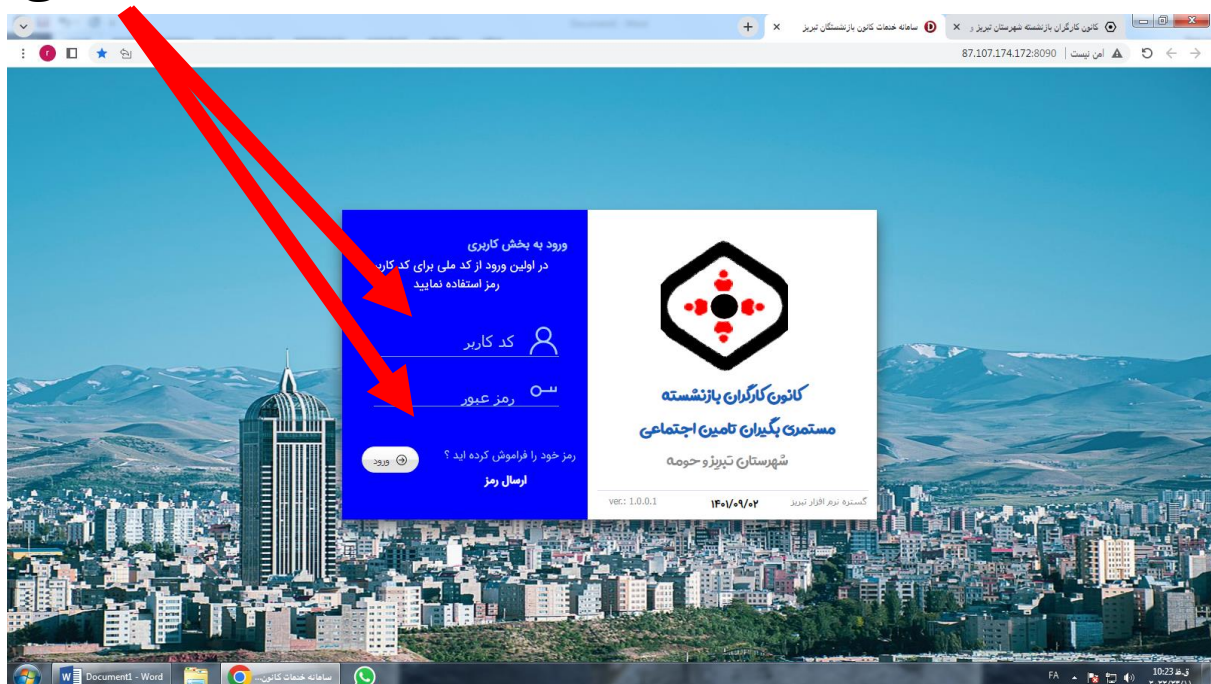 کانون کارگران بازنشسته شهرستان تبریز و
سامانه خدمات کانون بازنشستگان تبریز
امن نیست
87.107.174.172:8090
ورود به بخش کاربری
در اولین ورود از کد ملی برای کد
رمز استفاده نمایید
کد کاربر
رمز عبور
رمز خود را فراموش کرده اید ؟
ورود
ارسال رمز
کانون کارگران بازنشسته
مستمری بگیران تامین اجتماعی
شهرستان تبریز و حومه
گستره نرم افزار تبریز
۱۴۰۱/۰۹/۰۲
ver.: 1.0.0.1
Document1 - Word
سامانه خدمات کانون...
FA
10:23 ق.ظ